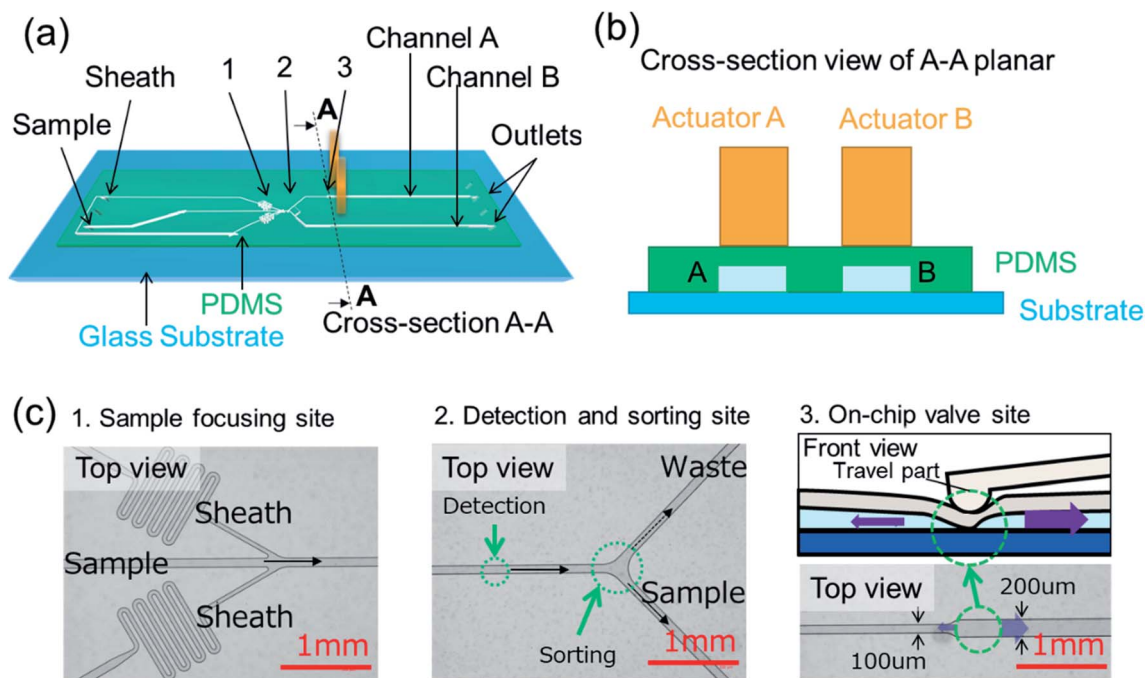 (a)
Sheath
1
2
3
Channel A
Channel B
A
Sample
Outlets
PDMS
A
Glass Substrate
Cross-section A-A
(b)
Cross-section view of A-A planar
Actuator A
Actuator B
A
B
PDMS
Substrate
(c)
1. Sample focusing site
Top view
Sheath
Sample
Sheath
1mm
2. Detection and sorting site
Top view
Waste
Detection
Sample
Sorting
1mm
3. On-chip valve site
Front view
Travel part
Top view
200um
100um
1mm